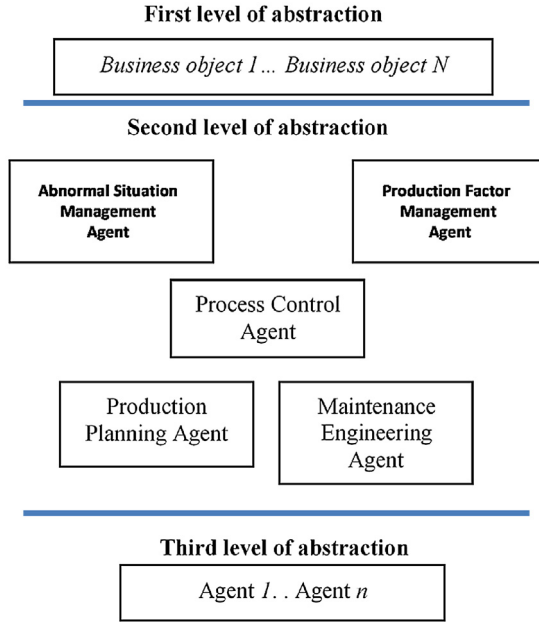 First level of abstraction
Business object 1... Business object N
Second level of abstraction
Abnormal Situation
Management
Agent
Production Factor
Management
Agent
Process Control
Agent
Production
Planning Agent
Maintenance
Engineering
Agent
Third level of abstraction
Agent 1. . Agent n